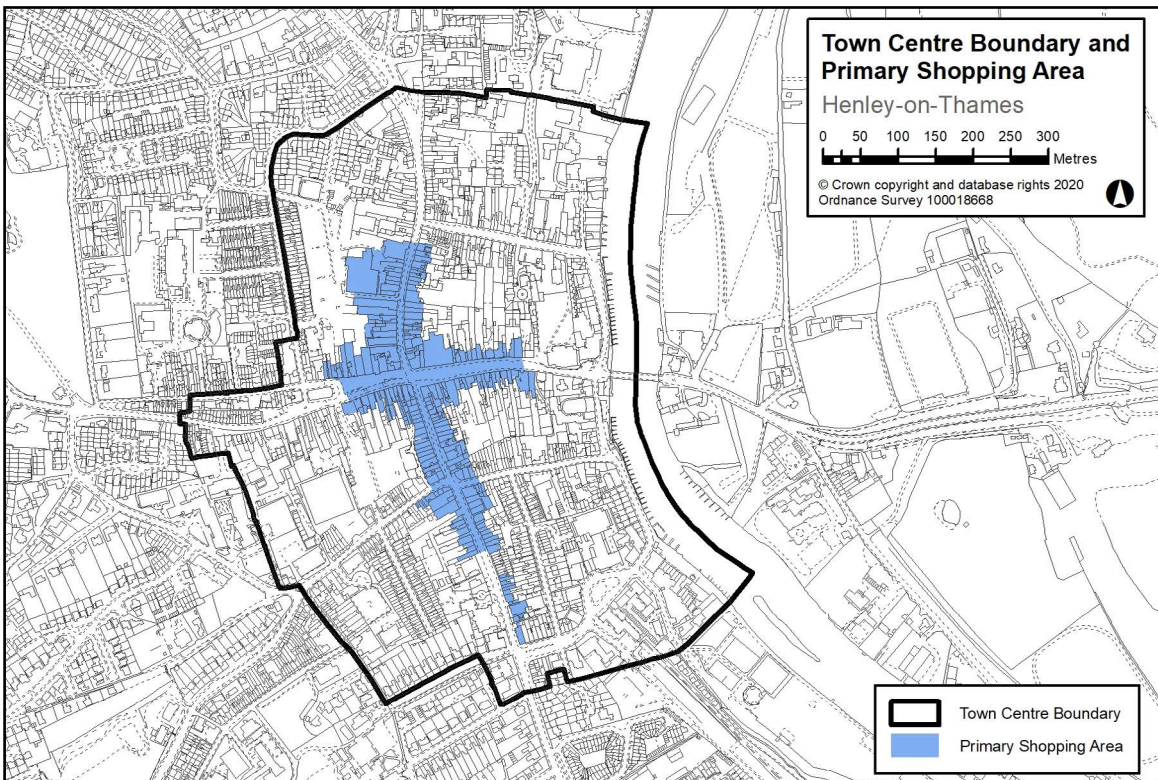 Town Centre Boundary and
Primary Shopping Area
Henley-on-Thames
0 50 100 150 200 250 300
Metres
© Crown copyright and database rights 2020
Ordnance Survey 100018668
Town Centre Boundary
Primary Shopping Area